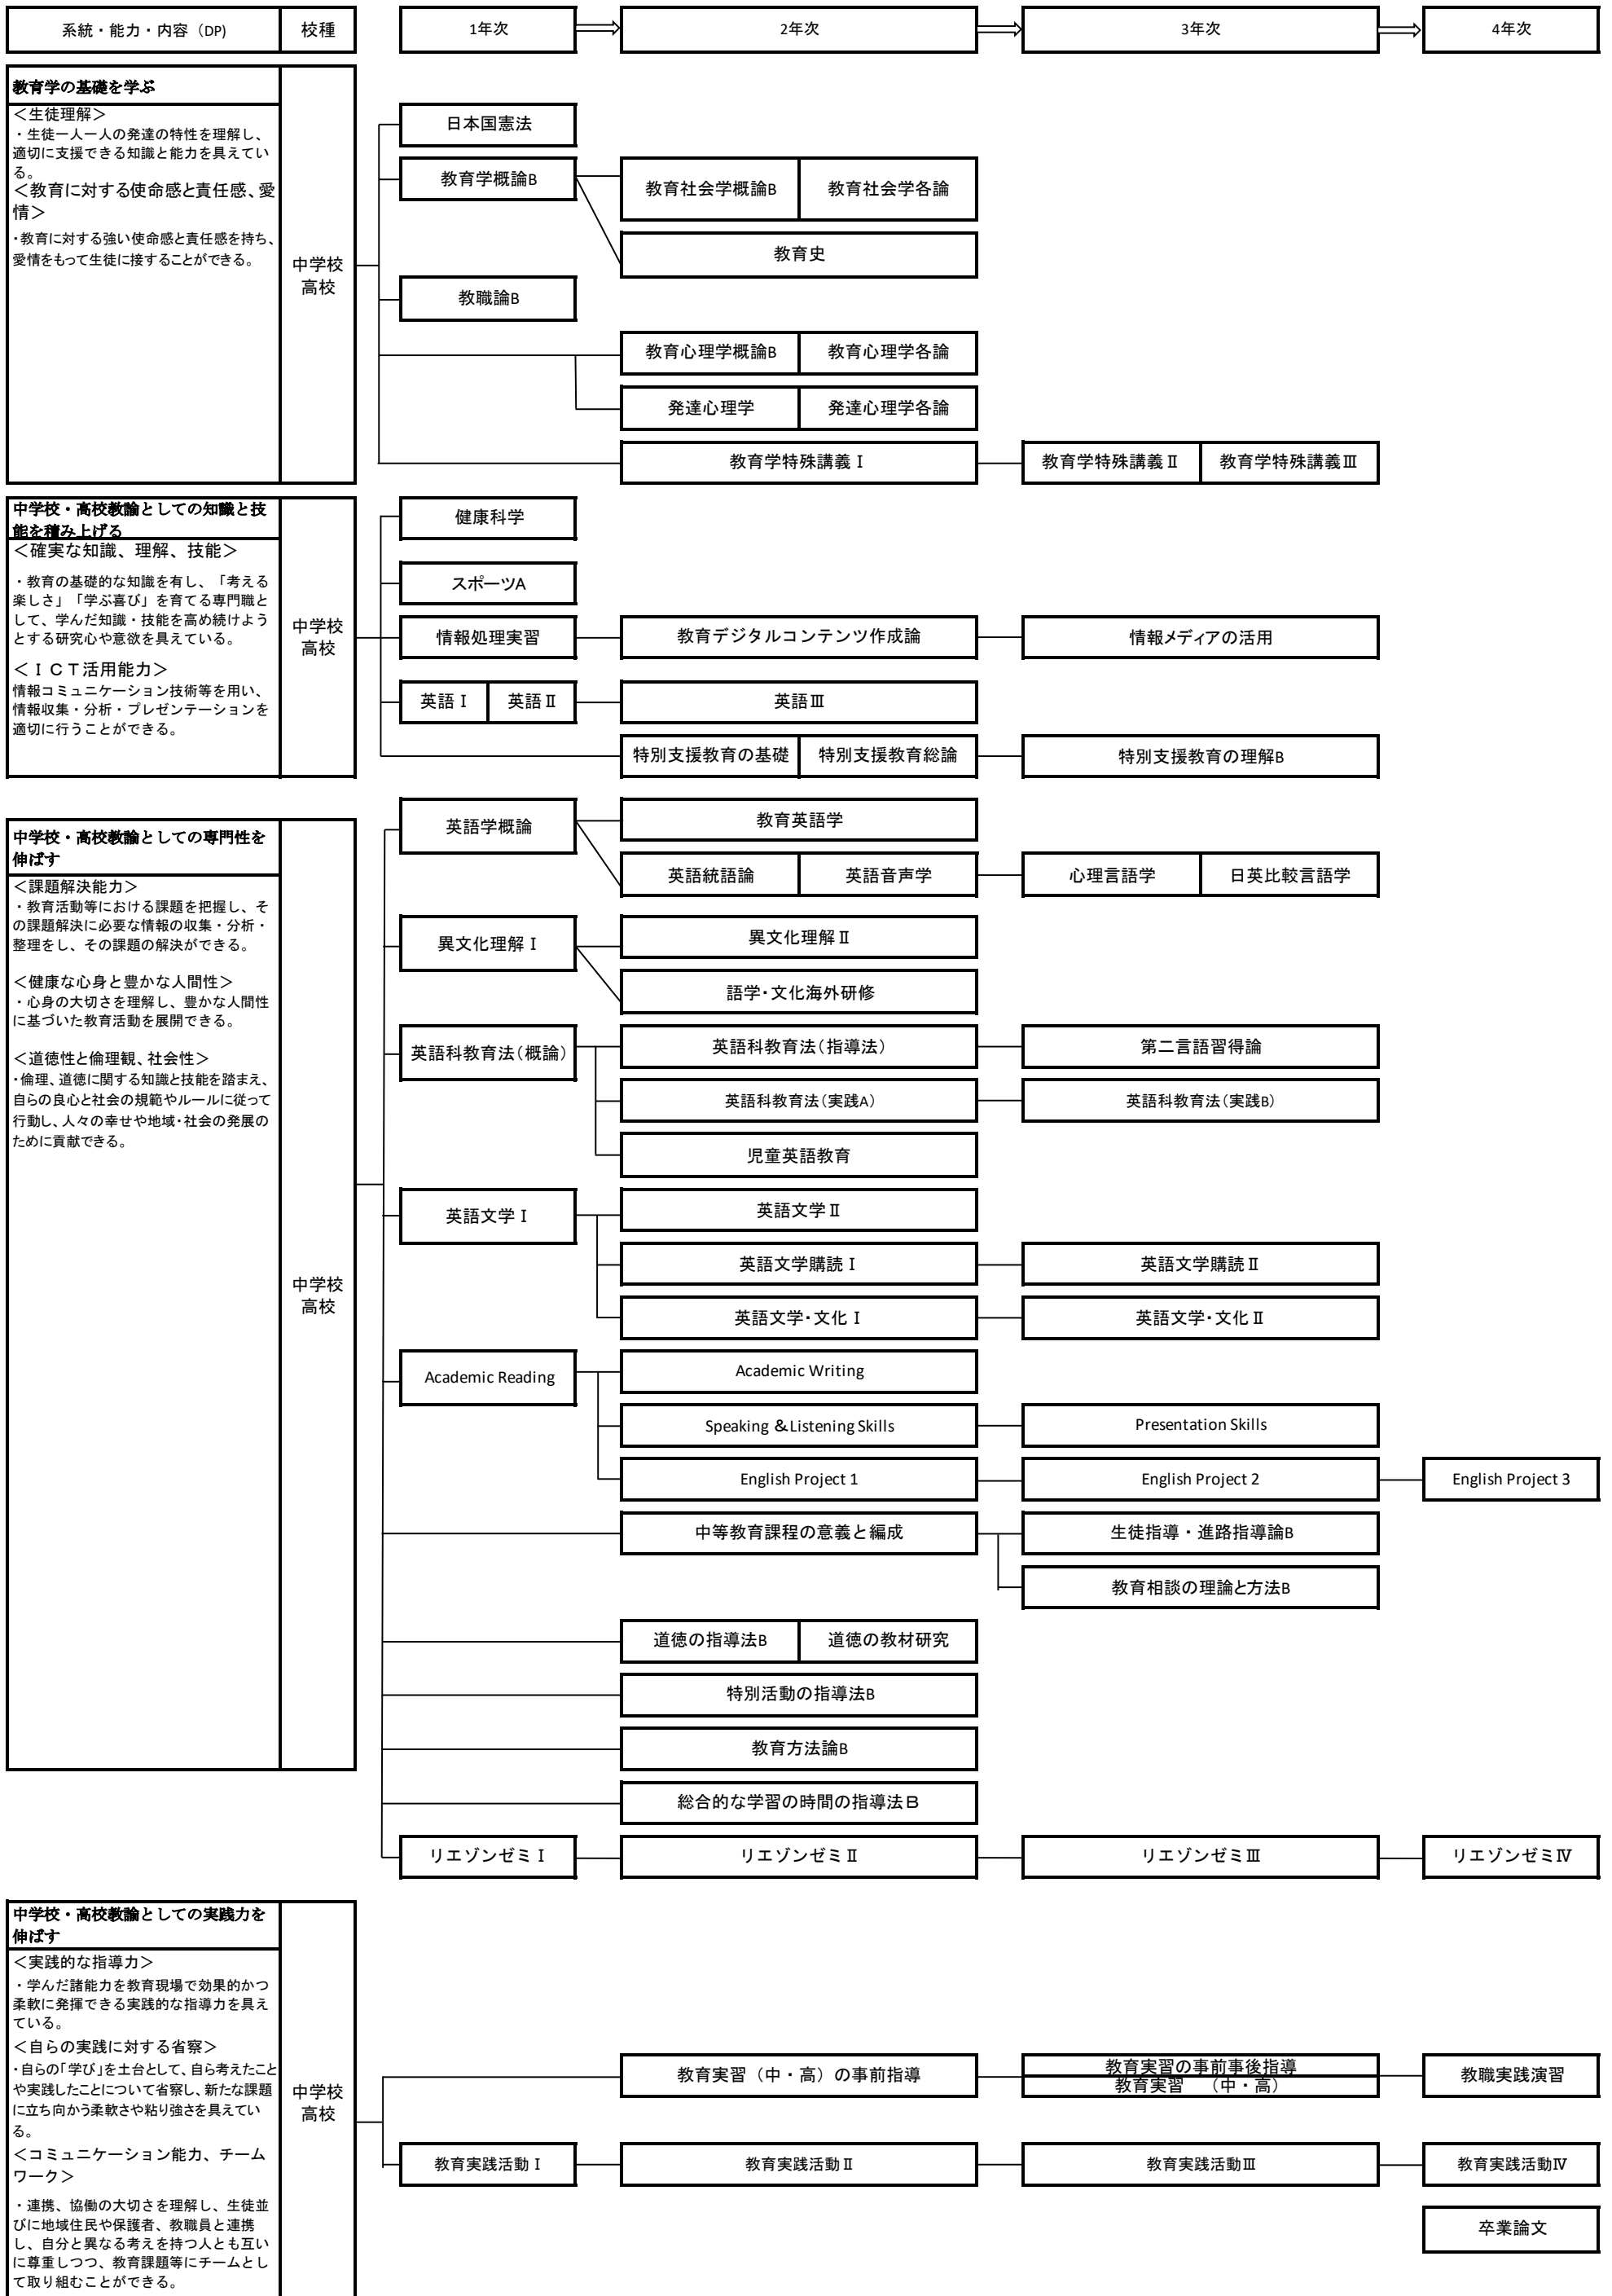 系統・能力・内容（DP)
校種
1年次
2年次
3年次
4年次
教育学の基礎を学ぶ
＜生徒理解＞
・生徒一人一人の発達の特性を理解し、
適切に支援できる知識と能力を具えてい
る。
＜教育に対する使命感と責任感、愛
情＞
・教育に対する強い使命感と責任感を持ち、
愛情をもって生徒に接することができる。
中学校
高校
日本国憲法
教育学概論B
教育社会学概論B
教育社会学各論
教育史
教職論B
教育心理学概論B
教育心理学各論
発達心理学
発達心理学各論
教育学特殊講義Ⅰ
教育学特殊講義Ⅱ
教育学特殊講義Ⅲ
中学校・高校教諭としての知識と技
能を積み上げる
＜確実な知識、理解、技能＞
・教育の基礎的な知識を有し、「考える
楽しさ」「学ぶ喜び」を育てる専門職と
して、学んだ知識・技能を高め続けよう
とする研究心や意欲を具えている。
＜ＩＣＴ活用能力＞
情報コミュニケーション技術等を用い、
情報収集・分析・プレゼンテーションを
適切に行うことができる。
中学校
高校
健康科学
スポーツA
情報処理実習
教育デジタルコンテンツ作成論
情報メディアの活用
英語Ⅰ
英語Ⅱ
英語Ⅲ
特別支援教育の基礎
特別支援教育総論
特別支援教育の理解B
中学校・高校教諭としての専門性を
伸ばす
＜課題解決能力＞
・教育活動等における課題を把握し、そ
の課題解決に必要な情報の収集・分析・
整理をし、その課題の解決ができる。
＜健康な心身と豊かな人間性＞
・心身の大切さを理解し、豊かな人間性
に基づいた教育活動を展開できる。
＜道徳性と倫理観、社会性＞
・倫理、道徳に関する知識と技能を踏まえ、
自らの良心と社会の規範やルールに従って
行動し、人々の幸せや地域・社会の発展の
ために貢献できる。
中学校
高校
英語学概論
教育英語学
英語統語論
英語音声学
心理言語学
日英比較言語学
異文化理解Ⅰ
異文化理解Ⅱ
語学・文化海外研修
英語科教育法（概論）
英語科教育法（指導法）
第二言語習得論
英語科教育法（実践A）
英語科教育法（実践B）
児童英語教育
英語文学Ⅰ
英語文学Ⅱ
英語文学購読Ⅰ
英語文学購読Ⅱ
英語文学・文化Ⅰ
英語文学・文化Ⅱ
Academic Reading
Academic Writing
Speaking ＆Listening Skills
Presentation Skills
English Project 1
English Project 2
English Project 3
中等教育課程の意義と編成
生徒指導・進路指導論B
教育相談の理論と方法B
道徳の指導法B
道徳の教材研究
特別活動の指導法B
教育方法論B
総合的な学習の時間の指導法Ｂ
リエゾンゼミⅠ
リエゾンゼミⅡ
リエゾンゼミⅢ
リエゾンゼミⅣ
中学校・高校教諭としての実践力を
伸ばす
＜実践的な指導力＞
・学んだ諸能力を教育現場で効果的かつ
柔軟に発揮できる実践的な指導力を具え
ている。
＜自らの実践に対する省察＞
・自らの「学び」を土台として、自ら考えたこと
や実践したことについて省察し、新たな課題
に立ち向かう柔軟さや粘り強さを具えてい
る。
＜コミュニケーション能力、チーム
ワーク＞
・連携、協働の大切さを理解し、生徒並
びに地域住民や保護者、教職員と連携
し、自分と異なる考えを持つ人とも互い
に尊重しつつ、教育課題等にチームとし
て取り組むことができる。
中学校
高校
教育実習（中・高）の事前指導
教育実習の事前事後指導
教育実習　（中・高）
教職実践演習
教育実践活動Ⅰ
教育実践活動Ⅱ
教育実践活動Ⅲ
教育実践活動Ⅳ
卒業論文